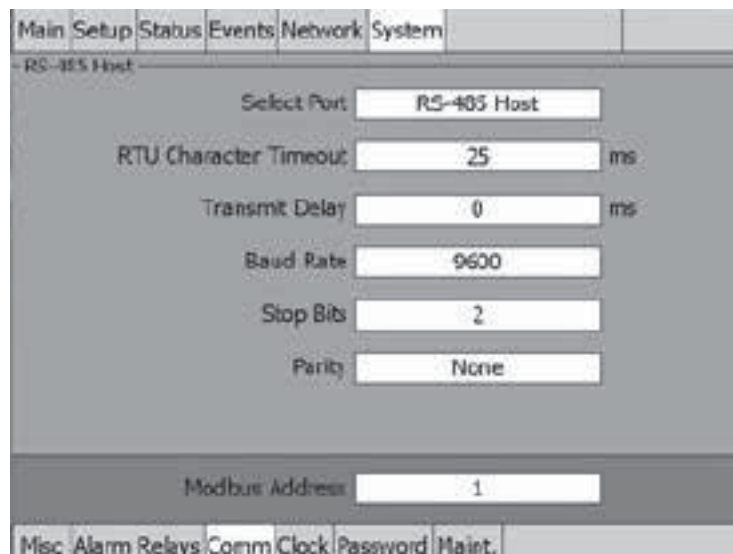 Main Setup Status Events Network System
RS-485 Host
Select Port RS-485 Host
RTU Character Timeout 25 ms
Transmit Delay 0 ms
Baud Rate 9600
Stop Bits 2
Parity None
Modbus Address 1
Misc Alarm Relays Comm Clock Password Maint.